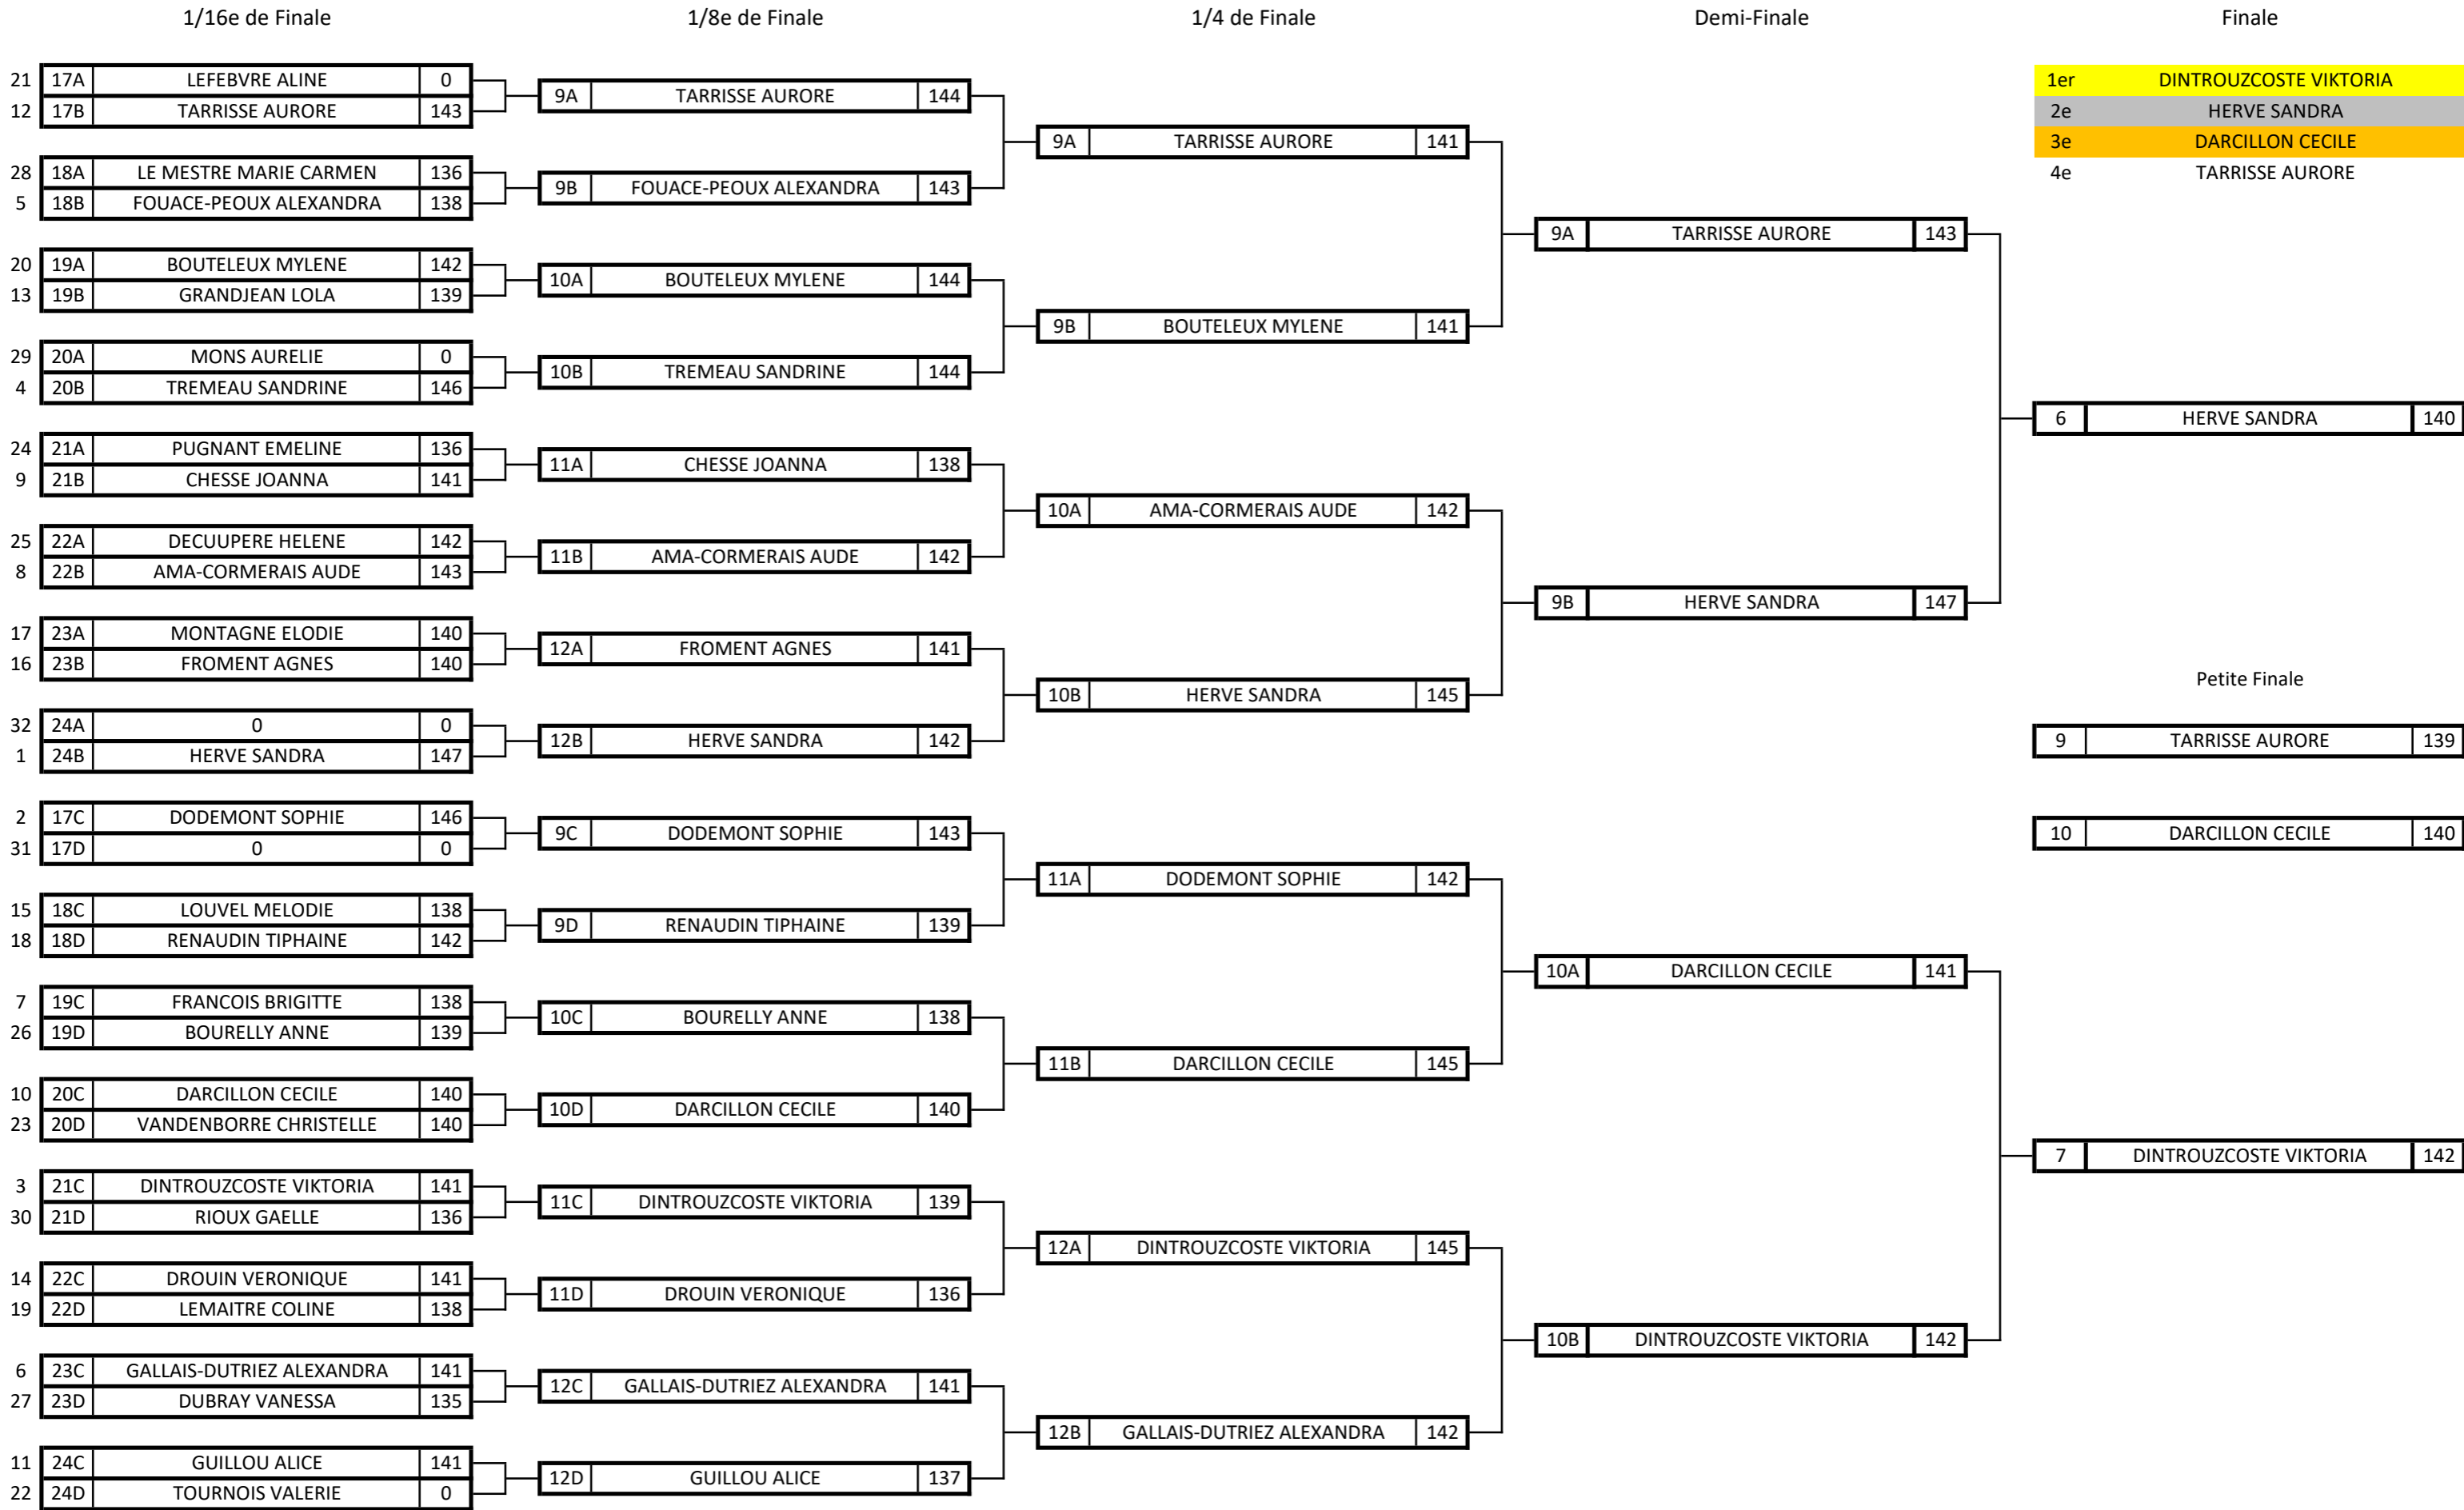 1/16e de Finale 1/8e de Finale 1/4 de Finale Demi-Finale Finale
21 17A LEFEBVRE ALINE 0
12 17B TARRISSE AURORE 143
28 18A LE MESTRE MARIE CARMEN 136
5 18B FOUACE-PEOUX ALEXANDRA 138
20 19A BOUTELEUX MYLENE 142
13 19B GRANDJEAN LOLA 139
29 20A MONS AURELIE 0
4 20B TREMEAU SANDRINE 146
24 21A PUGNANT EMELINE 136
9 21B CHESSE JOANNA 141
25 22A DECUUPERE HELENE 142
8 22B AMA-CORMERAIS AUDE 143
17 23A MONTAGNE ELODIE 140
16 23B FROMENT AGNES 140
32 24A 0 0
1 24B HERVE SANDRA 147
2 17C DODEMONT SOPHIE 146
31 17D 0 0
15 18C LOUVEL MELODIE 138
18 18D RENAUDIN TIPHAINE 142
7 19C FRANCOIS BRIGITTE 138
26 19D BOURELLY ANNE 139
10 20C DARCILLON CECILE 140
23 20D VANDENBORRE CHRISTELLE 140
3 21C DINTROUZCOSTE VIKTORIA 141
30 21D RIOUX GAELLE 136
14 22C DROUIN VERONIQUE 141
19 22D LEMAITRE COLINE 138
6 23C GALLAIS-DUTRIEZ ALEXANDRA 141
27 23D DUBRAY VANESSA 135
11 24C GUILLOU ALICE 141
22 24D TOURNOIS VALERIE 0
9A TARRISSE AURORE 144
9B FOUACE-PEOUX ALEXANDRA 143
10A BOUTELEUX MYLENE 144
10B TREMEAU SANDRINE 144
11A CHESSE JOANNA 138
11B AMA-CORMERAIS AUDE 142
12A FROMENT AGNES 141
12B HERVE SANDRA 142
9C DODEMONT SOPHIE 143
9D RENAUDIN TIPHAINE 139
10C BOURELLY ANNE 138
10D DARCILLON CECILE 140
11C DINTROUZCOSTE VIKTORIA 139
11D DROUIN VERONIQUE 136
12C GALLAIS-DUTRIEZ ALEXANDRA 141
12D GUILLOU ALICE 137
9A TARRISSE AURORE 141
9B BOUTELEUX MYLENE 141
10A AMA-CORMERAIS AUDE 142
10B HERVE SANDRA 145
11A DODEMONT SOPHIE 142
11B DARCILLON CECILE 145
12A DINTROUZCOSTE VIKTORIA 145
12B GALLAIS-DUTRIEZ ALEXANDRA 142
9A TARRISSE AURORE 143
9B HERVE SANDRA 147
10A DARCILLON CECILE 141
10B DINTROUZCOSTE VIKTORIA 142
1er DINTROUZCOSTE VIKTORIA
2e HERVE SANDRA
3e DARCILLON CECILE
4e TARRISSE AURORE
6 HERVE SANDRA 140
Petite Finale
9 TARRISSE AURORE 139
10 DARCILLON CECILE 140
7 DINTROUZCOSTE VIKTORIA 142